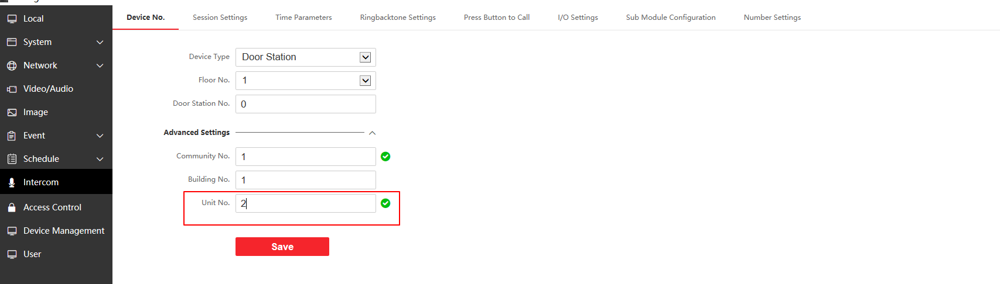 Local
System
Network
Video/Audio
Image
Event
Schedule
Intercom
Access Control
Device Management
User
Device No. Session Settings Time Parameters Ringbacktone Settings Press Button to Call I/O Settings Sub Module Configuration Number Settings
Device Type Door Station
Floor No. 1
Door Station No. 0
Advanced Settings
Community No. 1
Building No. 1
Unit No. 2
Save